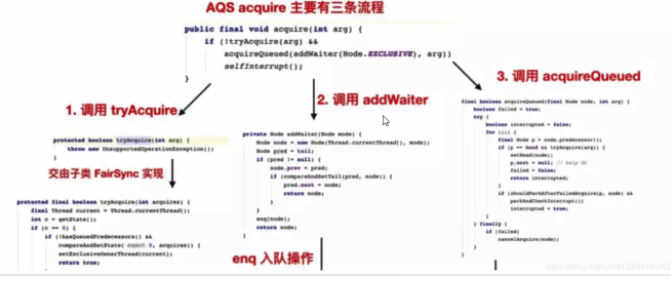 AQS acquire 主要有三条流程
public final void acquire(int arg) {
if (!tryAcquire(arg) &&
acquireQueued(addWaiter(Node.EXCLUSIVE), arg))
selfInterrupt();
}
1. 调用 tryAcquire
protected boolean tryAcquire(int arg) {
throw new UnsupportedOperationException();
}
交由子类 FairSync 实现
protected final boolean tryAcquire(int acquires) {
final Thread current = Thread.currentThread();
int c = getState();
if (c == 0) {
if (!hasQueuedPredecessors() &&
compareAndSetState( expect: 0, acquires)) {
setExclusiveOwnerThread(current);
return true;
2. 调用 addWaiter
private Node addWaiter(Node mode) {
Node node = new Node(Thread.currentThread(), mode);
Node pred = tail;
if (pred != null) {
node.prev = pred;
if (compareAndSetTail(pred, node)) {
pred.next = node;
return node;
}
}
enq(node);
return node;
}
enq 入队操作
3. 调用 acquireQueued
final boolean acquireQueued(final Node node, int arg) {
boolean failed = true;
try {
boolean interrupted = false;
for (;;) {
final Node p = node.predecessor();
if (p == head && tryAcquire(arg)) {
setHead(node);
p.next = null; // help GC
failed = false;
return interrupted;
}
if (shouldParkAfterFailedAcquire(p, node) &&
parkAndCheckInterrupt())
interrupted = true;
}
} finally {
if (failed)
cancelAcquire(node);
}
}